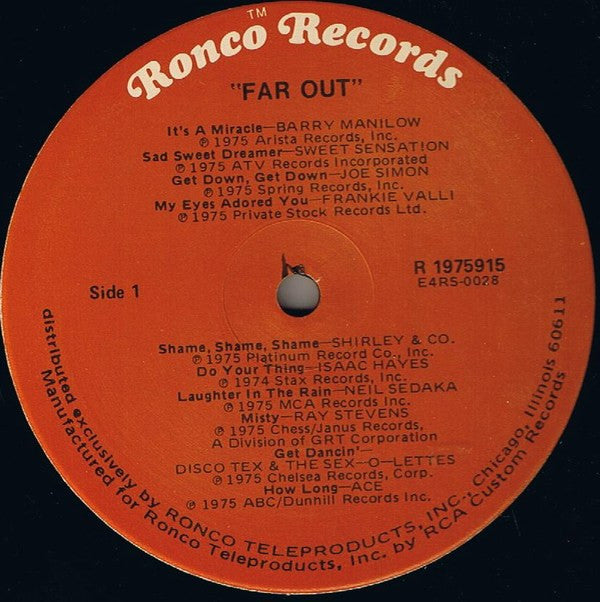 Ronco™ Records
"FAR OUT"
It's A Miracle—BARRY MANILOW
℗ 1975 Arista Records, Inc.
Sad Sweet Dreamer—SWEET SENSATION
℗ 1975 ATV Records Incorporated
Get Down, Get Down—JOE SIMON
℗ 1975 Spring Records, Inc.
My Eyes Adored You—FRANKIE VALLI
℗ 1975 Private Stock Records Ltd.
Side 1
R 1975915
E4RS-0028
Shame, Shame, Shame—SHIRLEY & CO.
℗ 1975 Platinum Record Co., Inc.
Do Your Thing—ISAAC HAYES
℗ 1974 Stax Records, Inc.
Laughter In The Rain—NEIL SEDAKA
℗ 1975 MCA Records Inc.
Misty—RAY STEVENS
℗ 1975 Chess/Janus Records,
A Division of GRT Corporation
Get Dancin'—
DISCO TEX & THE SEX—O—LETTES
℗ 1975 Chelsea Records, Corp.
How Long—ACE
℗ 1975 ABC/Dunhill Records Inc.
distributed exclusively by RONCO TELEPRODUCTS, INC., Chicago, Illinois 60611
Manufactured for Ronco Teleproducts, Inc. by RCA Custom Records